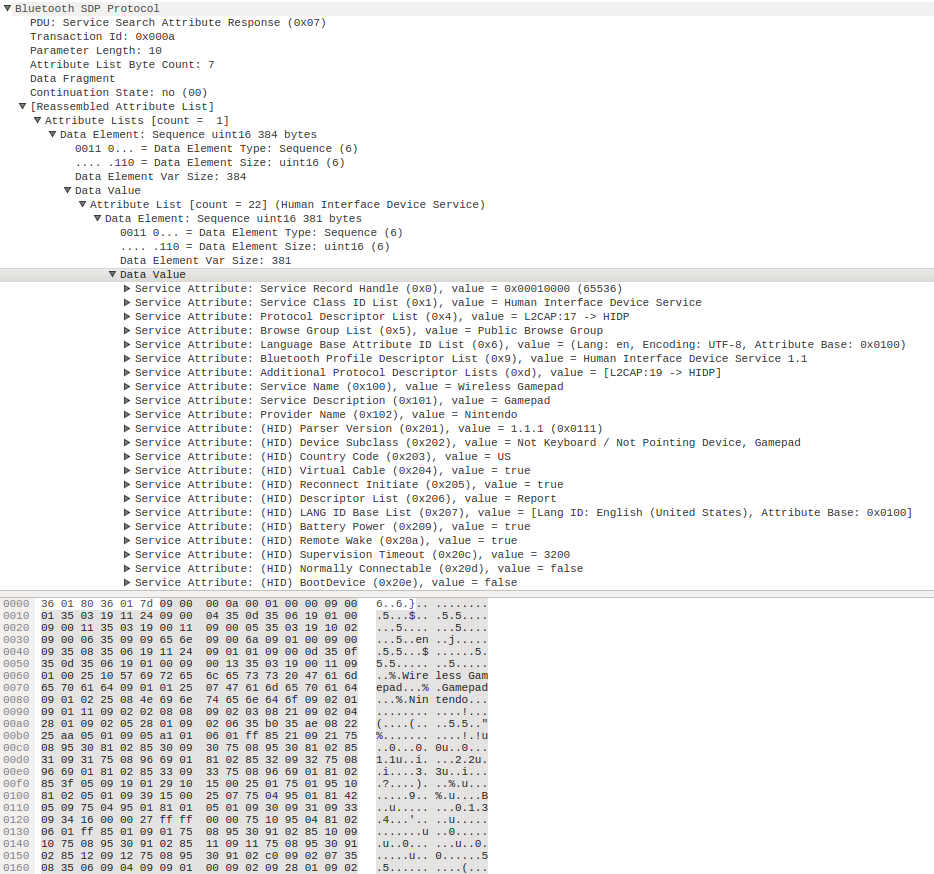 Bluetooth SDP Protocol
PDU: Service Search Attribute Response (0x07)
Transaction Id: 0x000a
Parameter Length: 10
Attribute List Byte Count: 7
Data Fragment
Continuation State: no (00)
[Reassembled Attribute List]
Attribute Lists [count =  1]
Data Element: Sequence uint16 384 bytes
0011 0... = Data Element Type: Sequence (6)
.... .110 = Data Element Size: uint16 (6)
Data Element Var Size: 384
Data Value
Attribute List [count = 22] (Human Interface Device Service)
Data Element: Sequence uint16 381 bytes
0011 0... = Data Element Type: Sequence (6)
.... .110 = Data Element Size: uint16 (6)
Data Element Var Size: 381
Data Value
Service Attribute: Service Record Handle (0x0), value = 0x00010000 (65536)
Service Attribute: Service Class ID List (0x1), value = Human Interface Device Service
Service Attribute: Protocol Descriptor List (0x4), value = L2CAP:17 -> HIDP
Service Attribute: Browse Group List (0x5), value = Public Browse Group
Service Attribute: Language Base Attribute ID List (0x6), value = (Lang: en, Encoding: UTF-8, Attribute Base: 0x0100)
Service Attribute: Bluetooth Profile Descriptor List (0x9), value = Human Interface Device Service 1.1
Service Attribute: Additional Protocol Descriptor Lists (0xd), value = [L2CAP:19 -> HIDP]
Service Attribute: Service Name (0x100), value = Wireless Gamepad
Service Attribute: Service Description (0x101), value = Gamepad
Service Attribute: Provider Name (0x102), value = Nintendo
Service Attribute: (HID) Parser Version (0x201), value = 1.1.1 (0x0111)
Service Attribute: (HID) Device Subclass (0x202), value = Not Keyboard / Not Pointing Device, Gamepad
Service Attribute: (HID) Country Code (0x203), value = US
Service Attribute: (HID) Virtual Cable (0x204), value = true
Service Attribute: (HID) Reconnect Initiate (0x205), value = true
Service Attribute: (HID) Descriptor List (0x206), value = Report
Service Attribute: (HID) LANG ID Base List (0x207), value = [Lang ID: English (United States), Attribute Base: 0x0100]
Service Attribute: (HID) Battery Power (0x209), value = true
Service Attribute: (HID) Remote Wake (0x20a), value = true
Service Attribute: (HID) Supervision Timeout (0x20c), value = 3200
Service Attribute: (HID) Normally Connectable (0x20d), value = false
Service Attribute: (HID) BootDevice (0x20e), value = false
0000 36 01 80 36 01 7d 09 00 00 0a 00 01 00 00 09 00 6..6.}.. ........
0010 01 35 03 19 11 24 09 00 04 35 0d 35 06 19 01 00 .5...$.. .5.5....
0020 09 00 11 35 03 19 00 11 09 00 05 35 03 19 10 02 ...5.... ...5....
0030 09 00 06 35 09 09 65 6e 09 00 6a 09 01 00 09 00 ...5..en ..j.....
0040 09 35 08 35 06 19 11 24 09 01 01 09 00 0d 35 0f .5.5...$ ......5.
0050 35 0d 35 06 19 01 00 09 00 13 35 03 19 00 11 09 5.5..... ..5.....
0060 01 00 25 10 57 69 72 65 6c 65 73 73 20 47 61 6d ..%.Wire less Gam
0070 65 70 61 64 09 01 01 25 07 47 61 6d 65 70 61 64 epad...% .Gamepad
0080 09 01 02 25 08 4e 69 6e 74 65 6e 64 6f 09 02 01 ...%.Nin tendo...
0090 09 01 11 09 02 02 08 08 09 02 03 08 21 09 02 04 ........ ....!...
00a0 28 01 09 02 05 28 01 09 02 06 35 b0 35 ae 08 22 (....(.. ..5.5.."
00b0 25 aa 05 01 09 05 a1 01 06 01 ff 85 21 09 21 75 %....... ....!.!u
00c0 08 95 30 81 02 85 30 09 30 75 08 95 30 81 02 85 ..0...0. 0u..0...
00d0 31 09 31 75 08 96 69 01 81 02 85 32 09 32 75 08 1.1u..i. ...2.2u.
00e0 96 69 01 81 02 85 33 09 33 75 08 96 69 01 81 02 .i....3. 3u..i...
00f0 85 3f 05 09 19 01 29 10 15 00 25 01 75 01 95 10 .?....). ..%.u...
0100 81 02 05 01 09 39 15 00 25 07 75 04 95 01 81 42 .....9.. %.u....B
0110 05 09 75 04 95 01 81 01 05 01 09 30 09 31 09 33 ..u..... ...0.1.3
0120 09 34 16 00 00 27 ff ff 00 00 75 10 95 04 81 02 .4...'.. ..u.....
0130 06 01 ff 85 01 09 01 75 08 95 30 91 02 85 10 09 .......u ..0.....
0140 10 75 08 95 30 91 02 85 11 09 11 75 08 95 30 91 .u..0... ...u..0.
0150 02 85 12 09 12 75 08 95 30 91 02 c0 09 02 07 35 .....u.. 0......5
0160 08 35 06 09 04 09 09 01 00 09 02 09 28 01 09 02 .5...... ....(...